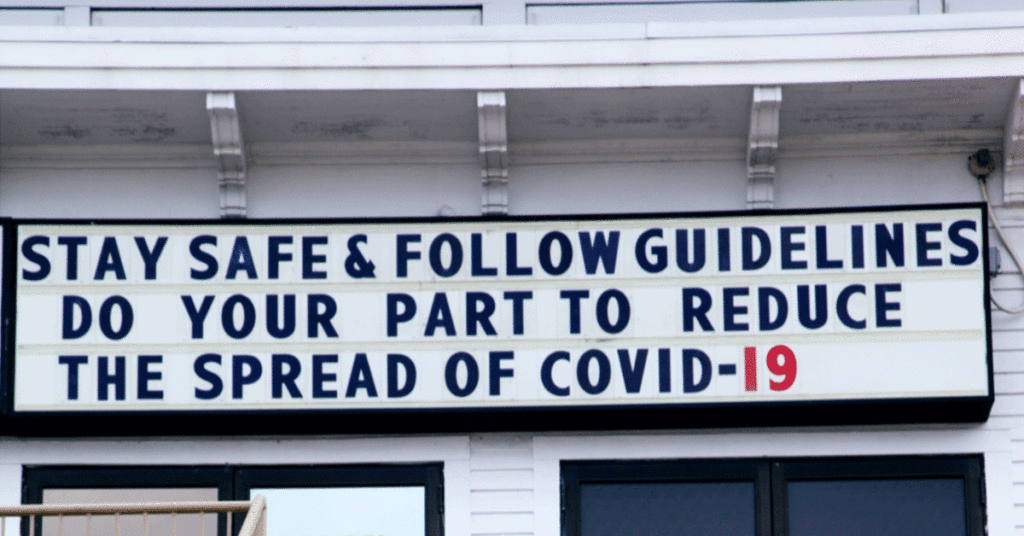 STAY SAFE & FOLLOW GUIDELINES
DO YOUR PART TO REDUCE
THE SPREAD OF COVID-19